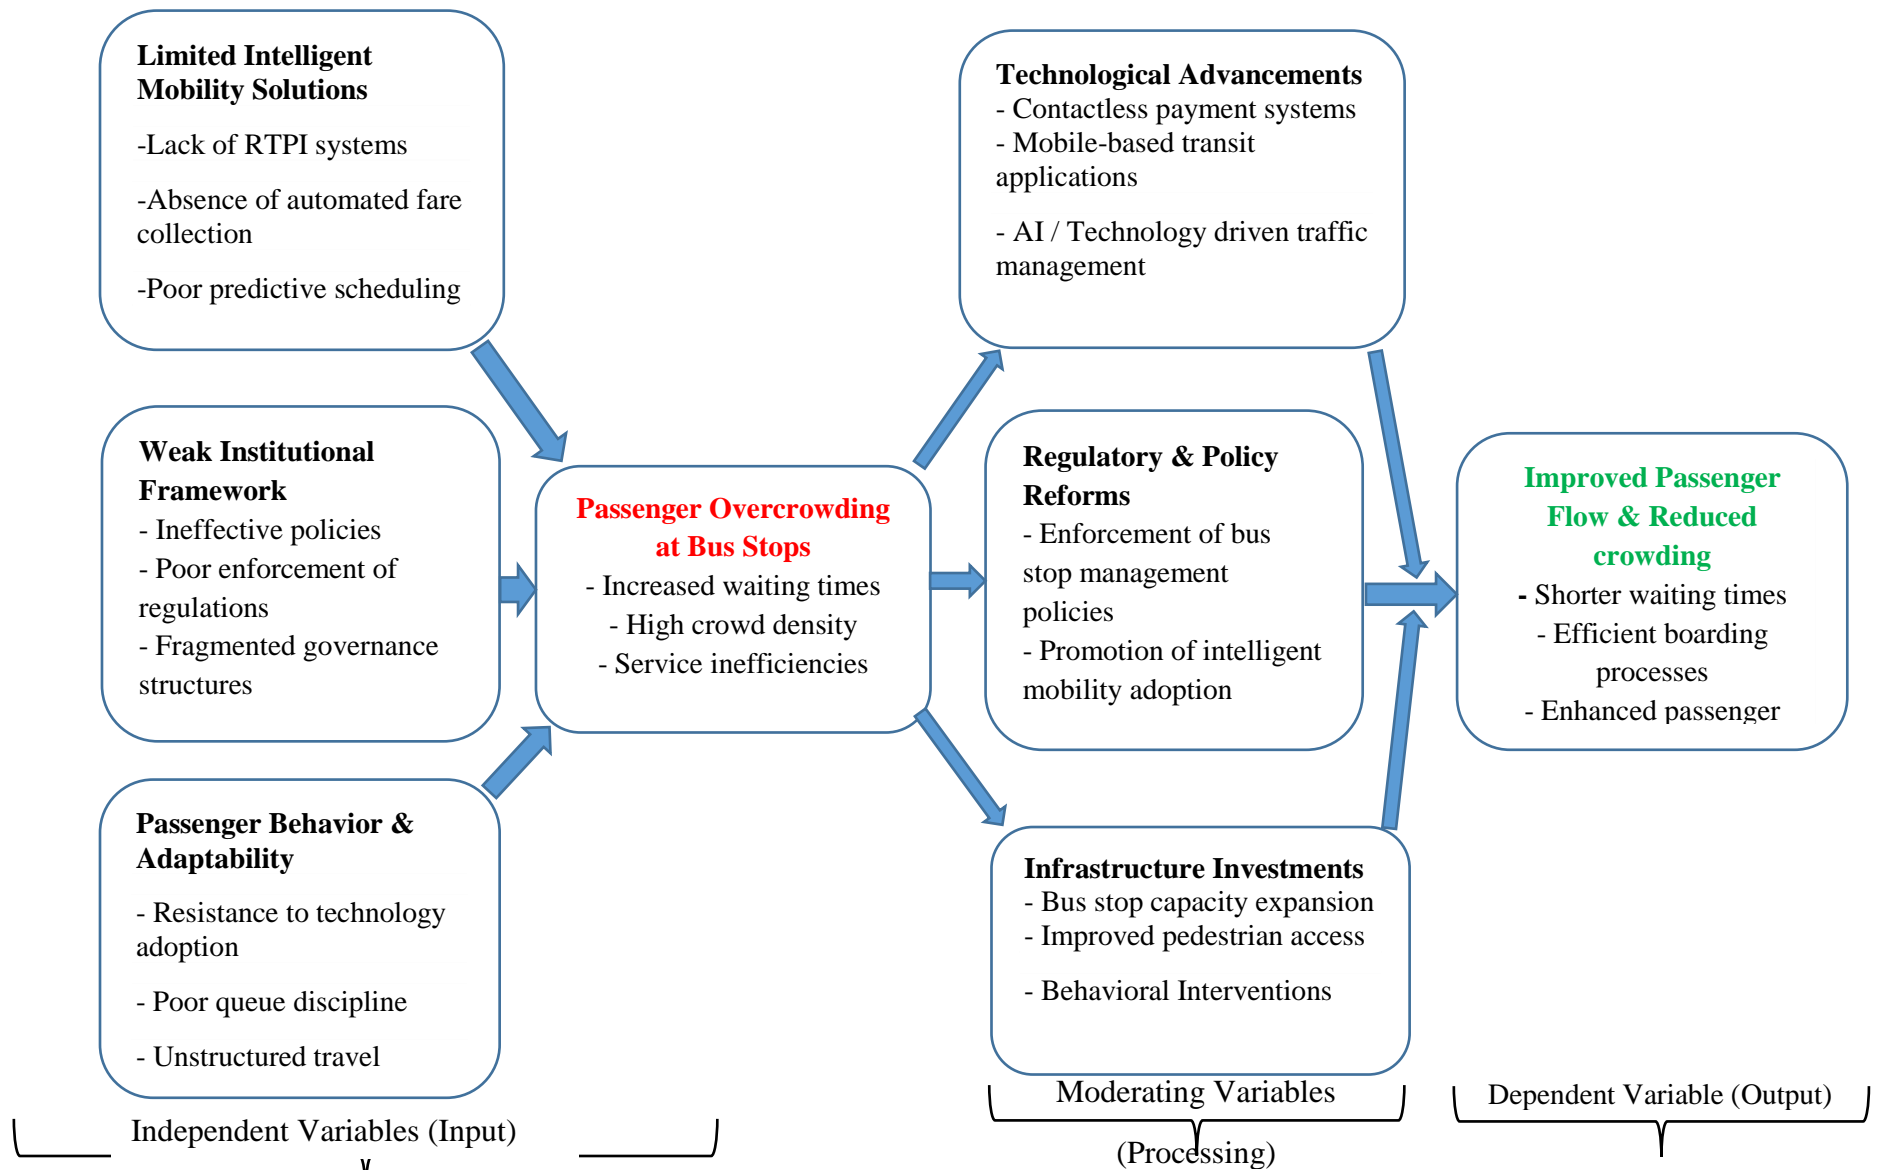 Limited Intelligent
Mobility Solutions
-Lack of RTPI systems
-Absence of automated fare
collection
-Poor predictive scheduling
Weak Institutional
Framework
- Ineffective policies
- Poor enforcement of
regulations
- Fragmented governance
structures
Passenger Behavior &
Adaptability
- Resistance to technology
adoption
- Poor queue discipline
- Unstructured travel
Passenger Overcrowding
at Bus Stops
- Increased waiting times
- High crowd density
- Service inefficiencies
Technological Advancements
- Contactless payment systems
- Mobile-based transit
applications
- AI / Technology driven traffic
management
Regulatory & Policy
Reforms
- Enforcement of bus
stop management
policies
- Promotion of intelligent
mobility adoption
Infrastructure Investments
- Bus stop capacity expansion
- Improved pedestrian access
- Behavioral Interventions
Improved Passenger
Flow & Reduced
crowding
- Shorter waiting times
- Efficient boarding
processes
- Enhanced passenger
Independent Variables (Input)
Moderating Variables
(Processing)
Dependent Variable (Output)